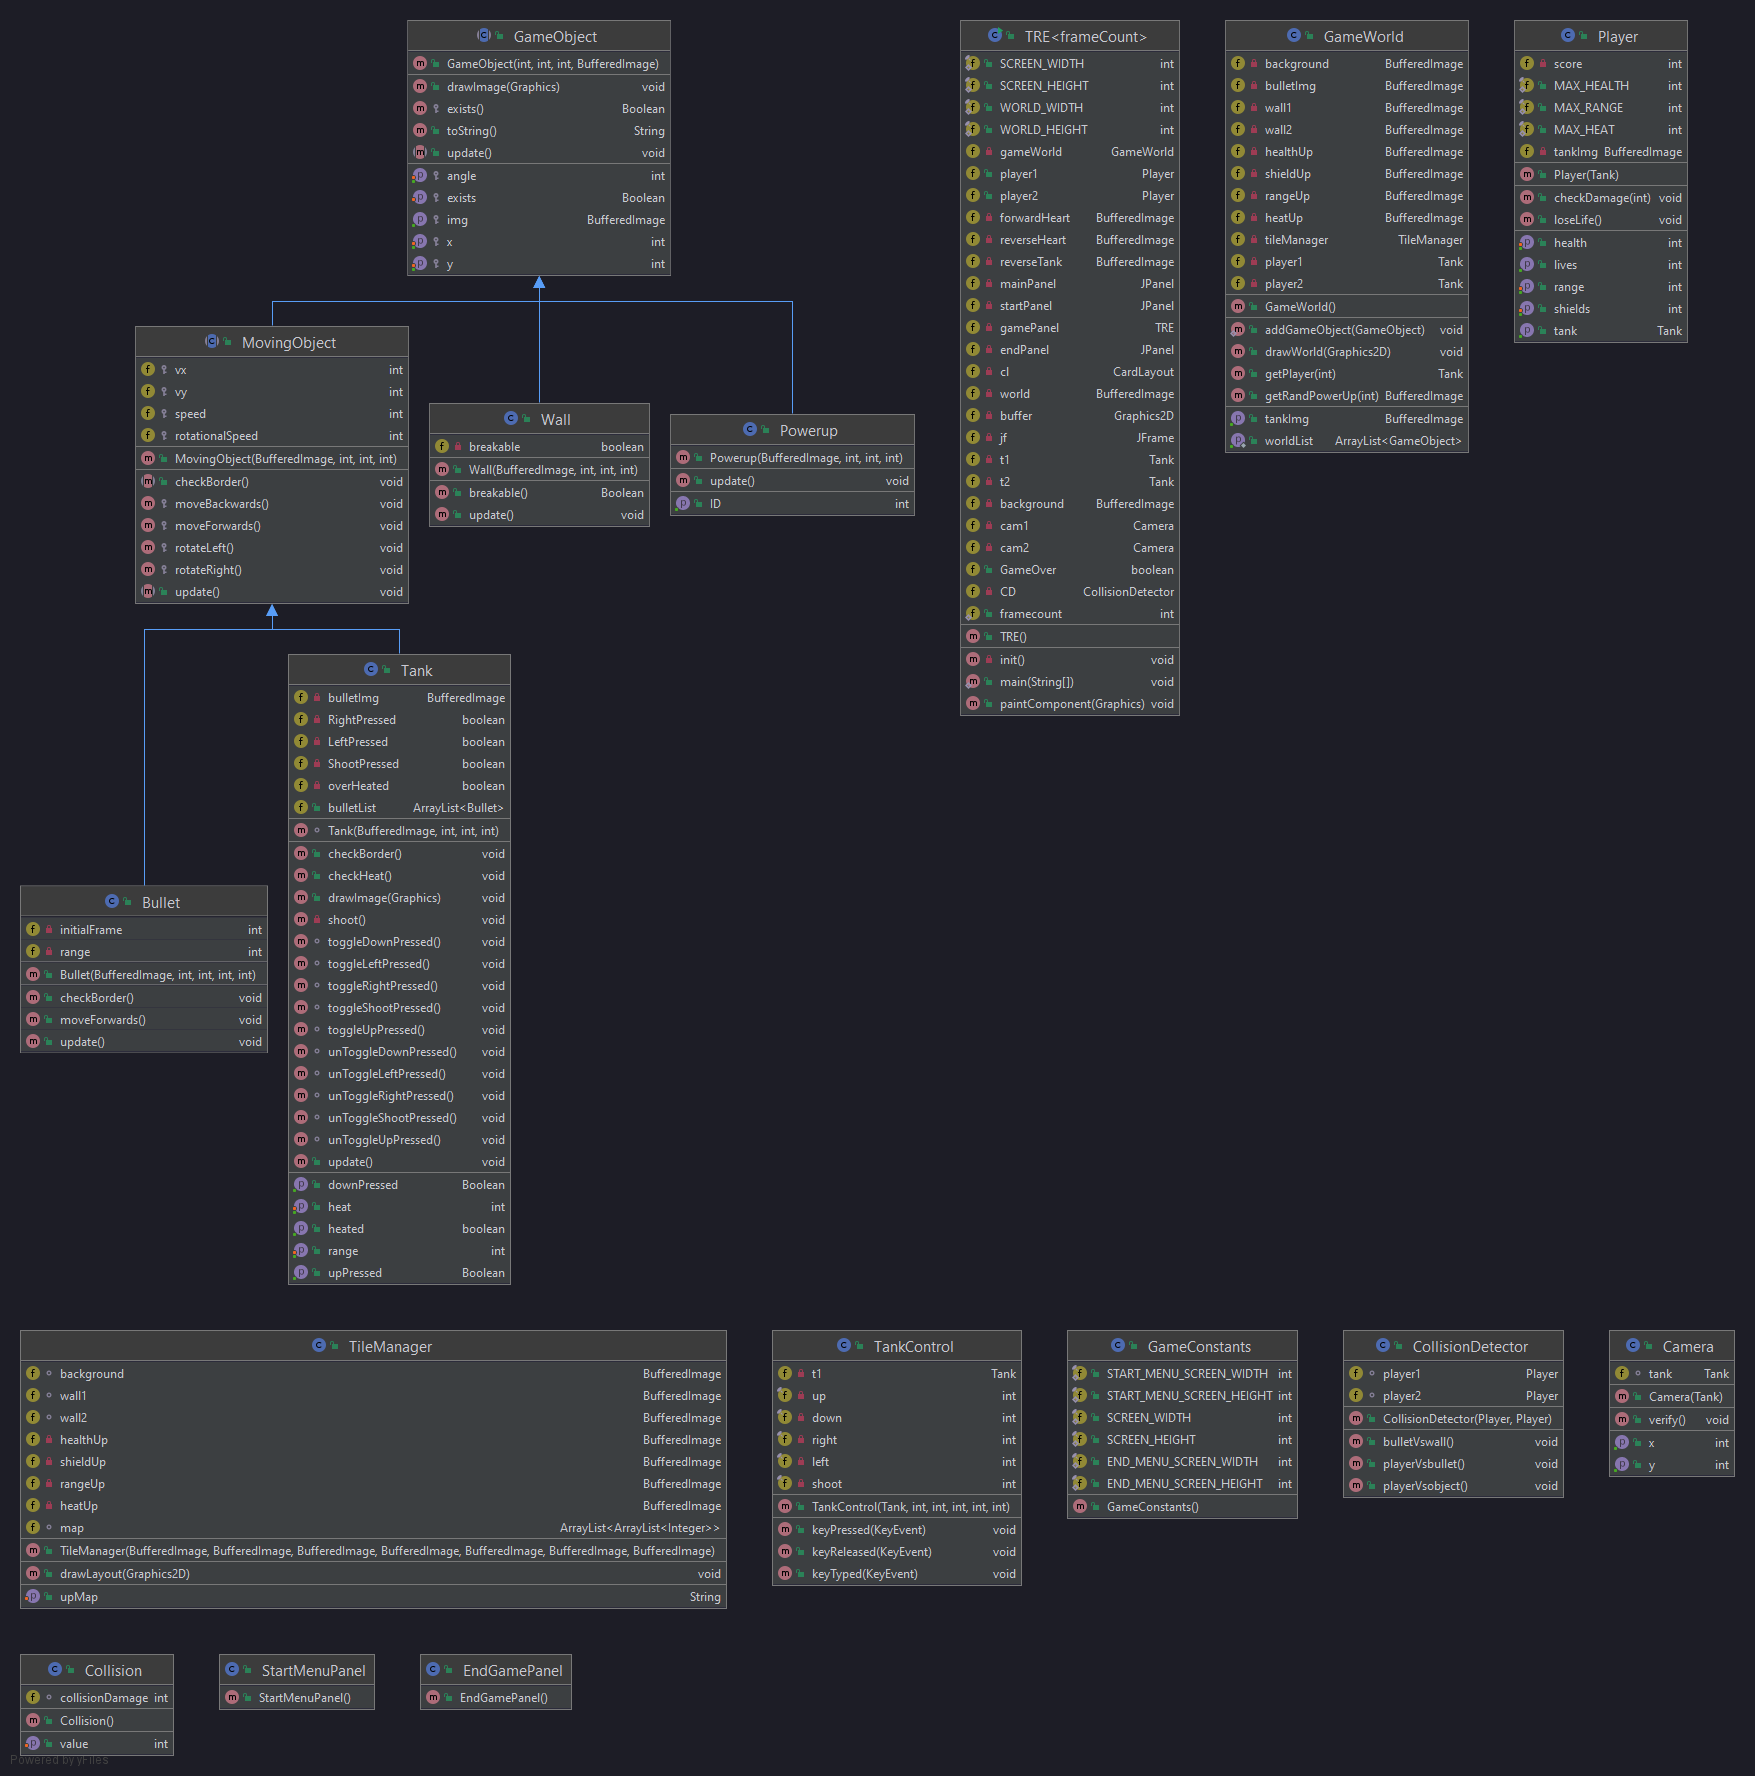 GameObject
GameObject(int, int, int, BufferedImage)
drawImage(Graphics) void
exists() Boolean
toString() String
update() void
angle int
exists Boolean
img BufferedImage
x int
y int
MovingObject
vx int
vy int
speed int
rotationalSpeed int
MovingObject(BufferedImage, int, int, int)
checkBorder() void
moveBackwards() void
moveForwards() void
rotateLeft() void
rotateRight() void
update() void
Wall
breakable boolean
Wall(BufferedImage, int, int, int)
breakable() Boolean
update() void
Powerup
Powerup(BufferedImage, int, int, int)
update() void
ID int
TRE<frameCount>
SCREEN_WIDTH int
SCREEN_HEIGHT int
WORLD_WIDTH int
WORLD_HEIGHT int
gameWorld GameWorld
player1 Player
player2 Player
forwardHeart BufferedImage
reverseHeart BufferedImage
reverseTank BufferedImage
mainPanel JPanel
startPanel JPanel
gamePanel TRE
endPanel JPanel
cl CardLayout
world BufferedImage
buffer Graphics2D
jf JFrame
t1 Tank
t2 Tank
background BufferedImage
cam1 Camera
cam2 Camera
GameOver boolean
CD CollisionDetector
framecount int
TRE()
init() void
main(String[]) void
paintComponent(Graphics) void
GameWorld
background BufferedImage
bulletImg BufferedImage
wall1 BufferedImage
wall2 BufferedImage
healthUp BufferedImage
shieldUp BufferedImage
rangeUp BufferedImage
heatUp BufferedImage
tileManager TileManager
player1 Tank
player2 Tank
GameWorld()
addGameObject(GameObject) void
drawWorld(Graphics2D) void
getPlayer(int) Tank
getRandPowerUp(int) BufferedImage
tankImg BufferedImage
worldList ArrayList<GameObject>
Player
score int
MAX_HEALTH int
MAX_RANGE int
MAX_HEAT int
tankImg BufferedImage
Player(Tank)
checkDamage(int) void
loseLife() void
health int
lives int
range int
shields int
tank Tank
Tank
bulletImg BufferedImage
RightPressed boolean
LeftPressed boolean
ShootPressed boolean
overHeated boolean
bulletList ArrayList<Bullet>
Tank(BufferedImage, int, int, int)
checkBorder() void
checkHeat() void
drawImage(Graphics) void
shoot() void
toggleDownPressed() void
toggleLeftPressed() void
toggleRightPressed() void
toggleShootPressed() void
toggleUpPressed() void
unToggleDownPressed() void
unToggleLeftPressed() void
unToggleRightPressed() void
unToggleShootPressed() void
unToggleUpPressed() void
update() void
downPressed Boolean
heat int
heated boolean
range int
upPressed Boolean
Bullet
initialFrame int
range int
Bullet(BufferedImage, int, int, int, int)
checkBorder() void
moveForwards() void
update() void
TileManager
background BufferedImage
wall1 BufferedImage
wall2 BufferedImage
healthUp BufferedImage
shieldUp BufferedImage
rangeUp BufferedImage
heatUp BufferedImage
map ArrayList<ArrayList<Integer>>
TileManager(BufferedImage, BufferedImage, BufferedImage, BufferedImage, BufferedImage, BufferedImage, BufferedImage)
drawLayout(Graphics2D) void
upMap String
TankControl
t1 Tank
up int
down int
right int
left int
shoot int
TankControl(Tank, int, int, int, int, int)
keyPressed(KeyEvent) void
keyReleased(KeyEvent) void
keyTyped(KeyEvent) void
GameConstants
START_MENU_SCREEN_WIDTH int
START_MENU_SCREEN_HEIGHT int
SCREEN_WIDTH int
SCREEN_HEIGHT int
END_MENU_SCREEN_WIDTH int
END_MENU_SCREEN_HEIGHT int
GameConstants()
CollisionDetector
player1 Player
player2 Player
CollisionDetector(Player, Player)
bulletVswall() void
playerVsbullet() void
playerVsobject() void
Camera
tank Tank
Camera(Tank)
verify() void
x int
y int
Collision
collisionDamage int
Collision()
value int
StartMenuPanel
StartMenuPanel()
EndGamePanel
EndGamePanel()
Powered by yFiles